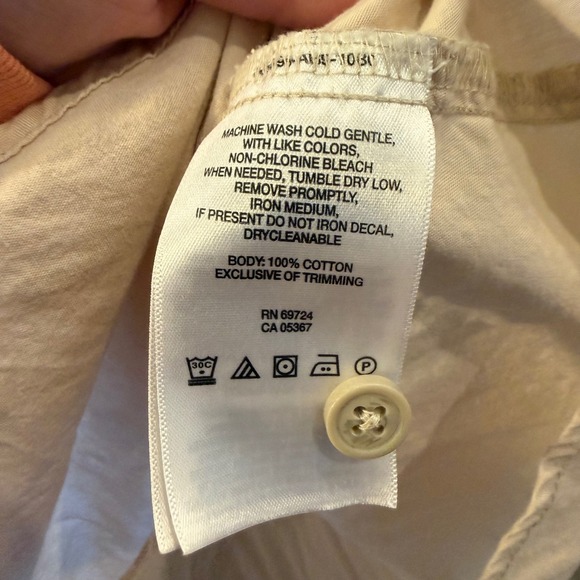 MACHINE WASH COLD GENTLE,
WITH LIKE COLORS,
NON-CHLORINE BLEACH
WHEN NEEDED, TUMBLE DRY LOW,
REMOVE PROMPTLY,
IRON MEDIUM,
IF PRESENT DO NOT IRON DECAL,
DRYCLEANABLE
BODY: 100% COTTON
EXCLUSIVE OF TRIMMING
RN 69724
CA 05367
30C P